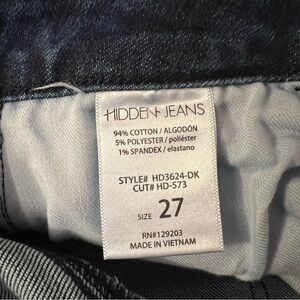 HIDDEN JEANS
94% COTTON / ALGODÓN
5% POLYESTER / poliéster
1% SPANDEX / elastano
STYLE# HD3624-DK
CUT# HD-573
SIZE 27
RN#129203
MADE IN VIETNAM